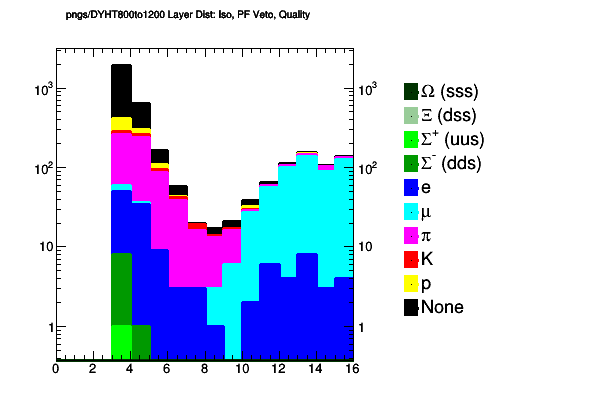 pngs/DYHT800to1200 Layer Dist: Iso, PF Veto, Quality
10³
10²
10
1
10³
10²
10
1
0 2 4 6 8 10 12 14 16
Ω (sss)
Ξ (dss)
Σ⁺ (uus)
Σ⁻ (dds)
e
μ
π
K
p
None